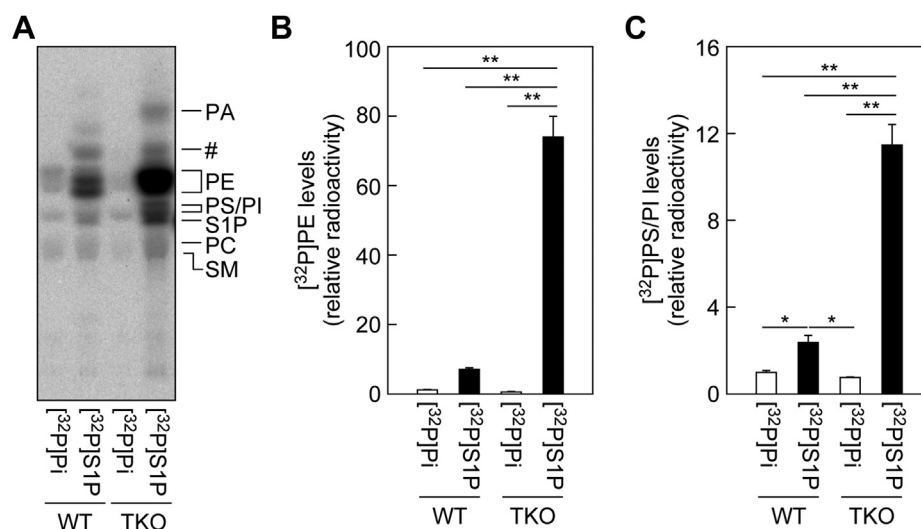 A
PA
#
PE
PS/PI
S1P
PC
SM
[32P]Pi
[32P]S1P
[32P]Pi
[32P]S1P
WT
TKO
B
[32P]PE levels
(relative radioactivity)
100
80
60
40
20
0
**
**
**
[32P]Pi
[32P]S1P
[32P]Pi
[32P]S1P
WT
TKO
C
[32P]PS/PI levels
(relative radioactivity)
16
12
8
4
0
**
**
**
*
*
[32P]Pi
[32P]S1P
[32P]Pi
[32P]S1P
WT
TKO